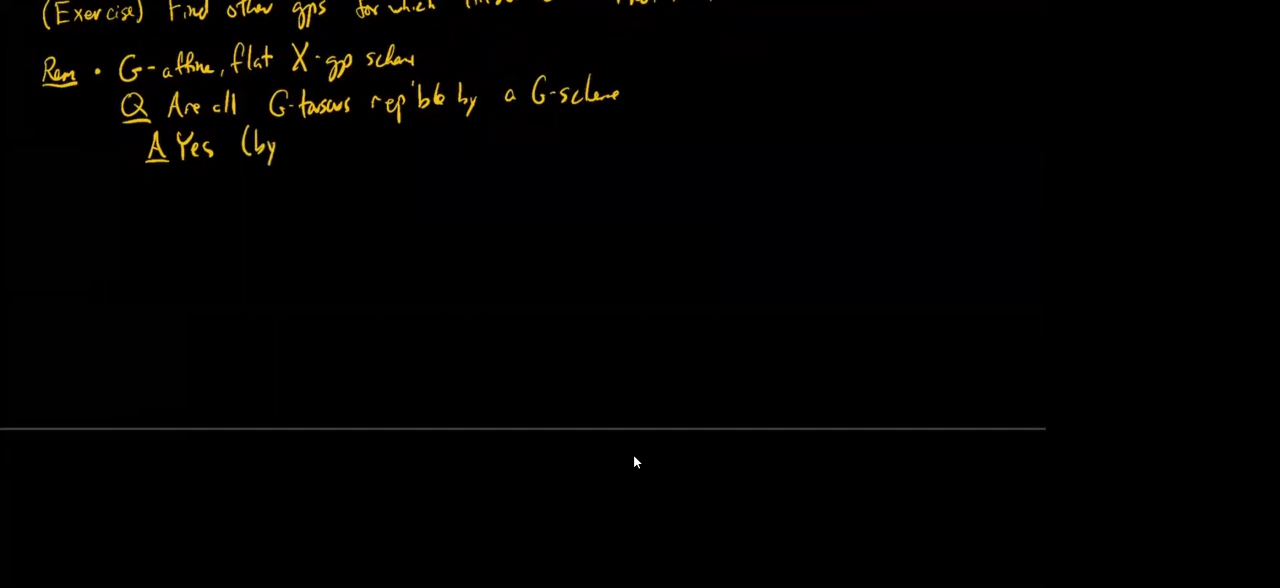 (Exercise) Find other gps for which
Rem • G-affine, flat X-gp scheme
Q Are all G-torsors rep'ble by a G-scheme
A Yes (by